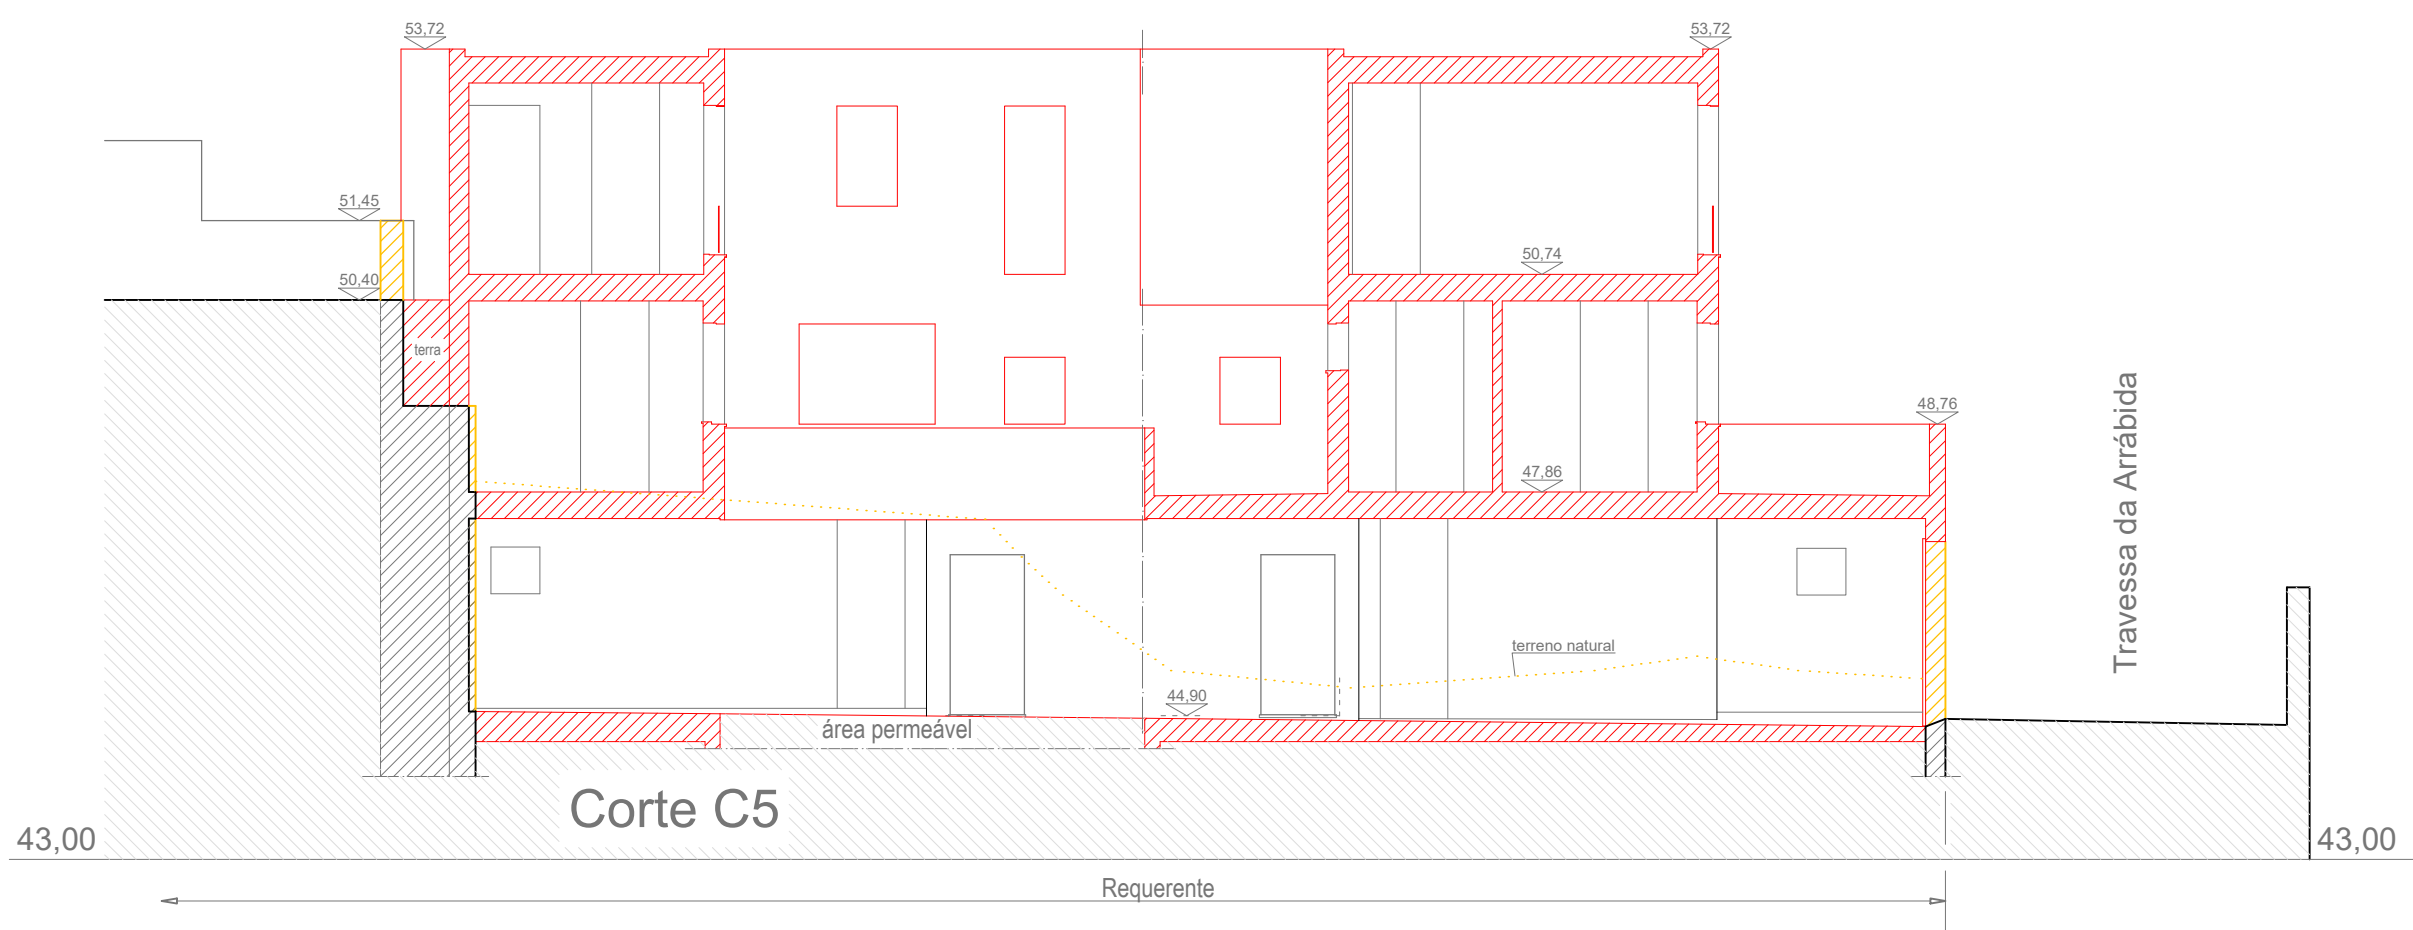 53,72
53,72
51,45
50,74
50,40
terra
48,76
47,86
Travessa da Arrábida
terreno natural
44,90
área permeável
Corte C5
43,00
43,00
Requerente